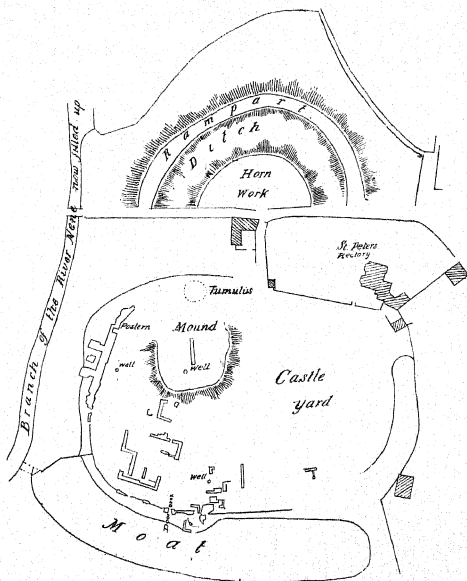 Rampart
Ditch
Horn
Work
Branch of the River Nene now filled up
St. Peters
Rectory
Tumulus
Postern
Mound
well
well
Castle
yard
well
Moat